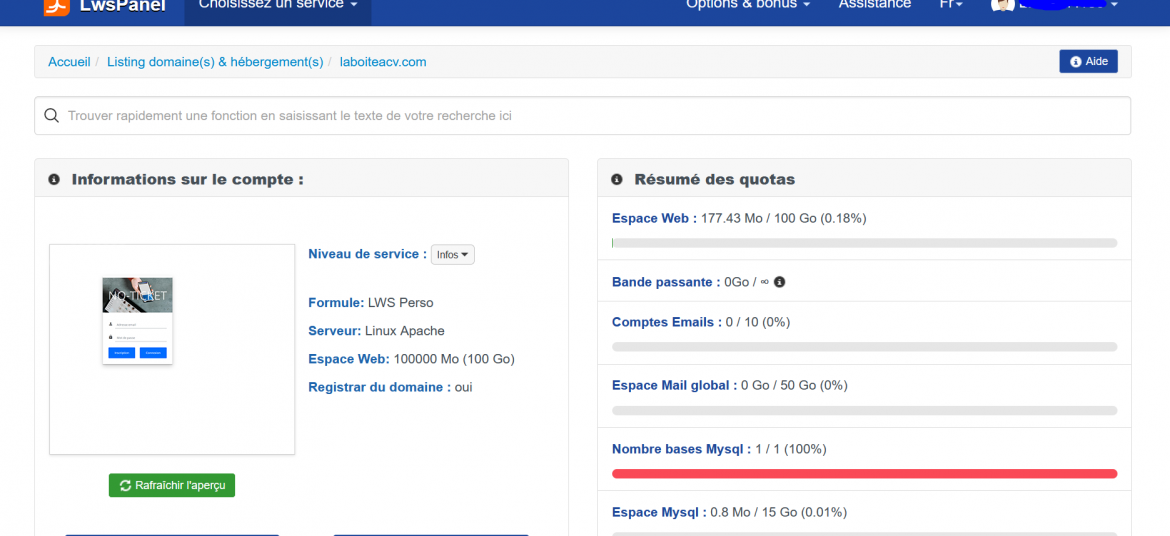 LwsPanel
Choisissez un service
Options & bonus
Assistance
Fr
Accueil / Listing domaine(s) & hébergement(s) / laboiteacv.com
Aide
Trouver rapidement une fonction en saisissant le texte de votre recherche ici
Informations sur le compte :
NO-TICKET
Niveau de service : Infos
Formule: LWS Perso
Serveur: Linux Apache
Espace Web: 100000 Mo (100 Go)
Registrar du domaine : oui
Rafraîchir l'aperçu
Résumé des quotas
Espace Web : 177.43 Mo / 100 Go (0.18%)
Bande passante : 0Go / ∞
Comptes Emails : 0 / 10 (0%)
Espace Mail global : 0 Go / 50 Go (0%)
Nombre bases Mysql : 1 / 1 (100%)
Espace Mysql : 0.8 Mo / 15 Go (0.01%)